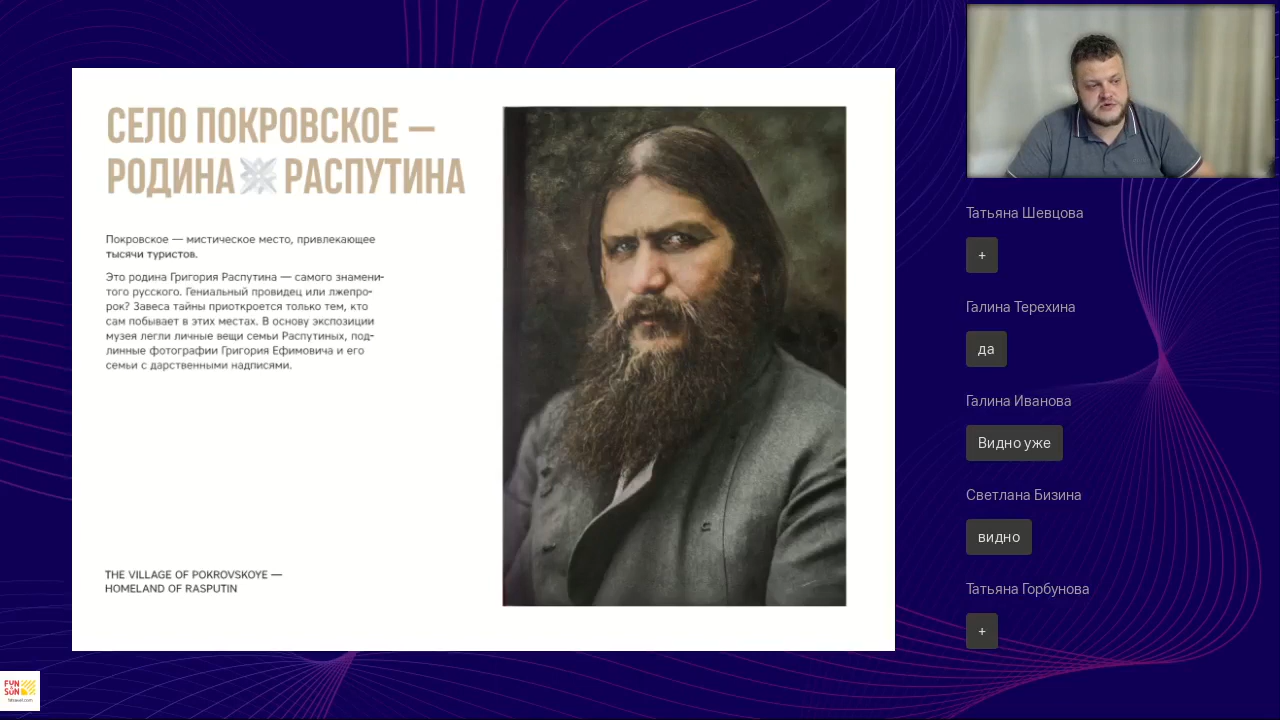 СЕЛО ПОКРОВСКОЕ —
РОДИНА РАСПУТИНА
Покровское — мистическое место, привлекающее
тысячи туристов.
Это родина Григория Распутина — самого знамени-
того русского. Гениальный провидец или лжепро-
рок? Завеса тайны приоткроется только тем, кто
сам побывает в этих местах. В основу экспозиции
музея легли личные вещи семьи Распутиных, под-
линные фотографии Григория Ефимовича и его
семьи с дарственными надписями.
THE VILLAGE OF POKROVSKOYE —
HOMELAND OF RASPUTIN
Татьяна Шевцова
+
Галина Терехина
да
Галина Иванова
Видно уже
Светлана Бизина
видно
Татьяна Горбунова
+
FUN
SUN